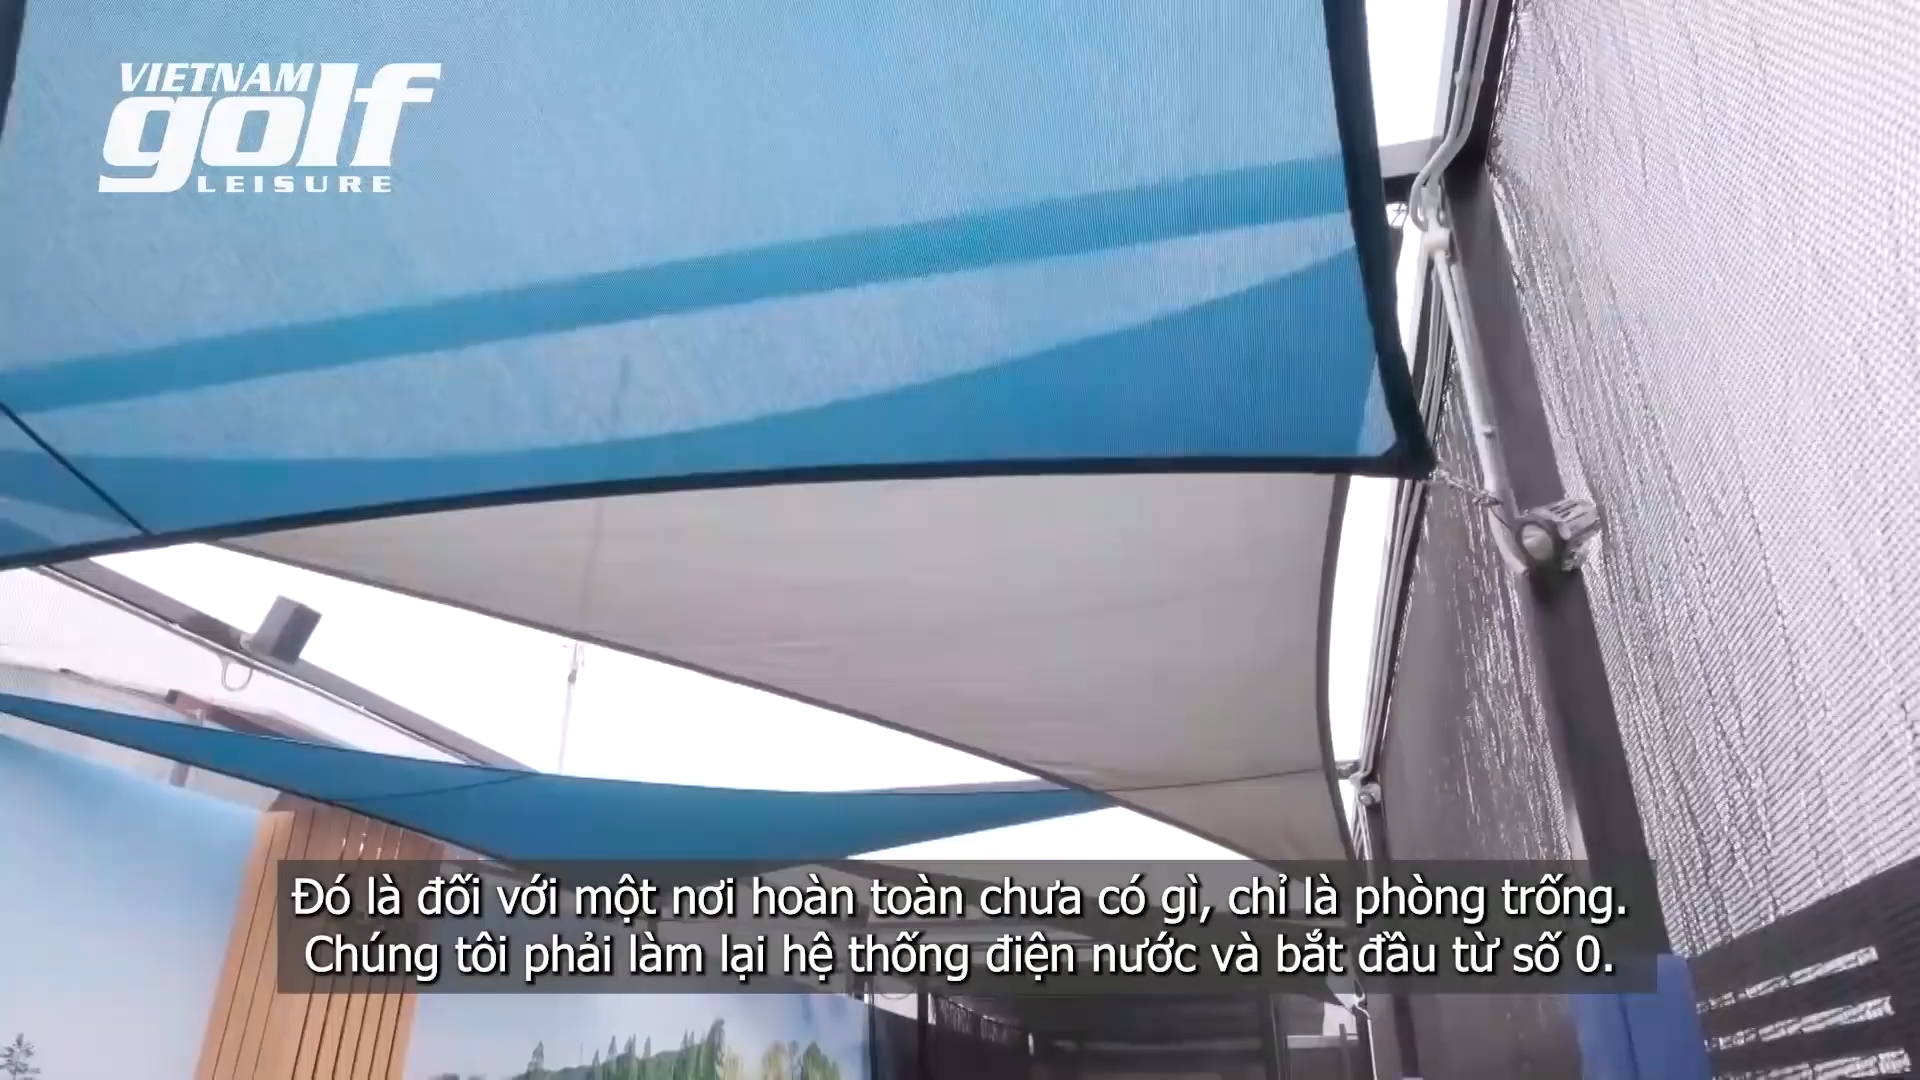 VIETNAM
golf
LEISURE
Đó là đối với một nơi hoàn toàn chưa có gì, chỉ là phòng trống.
Chúng tôi phải làm lại hệ thống điện nước và bắt đầu từ số 0.